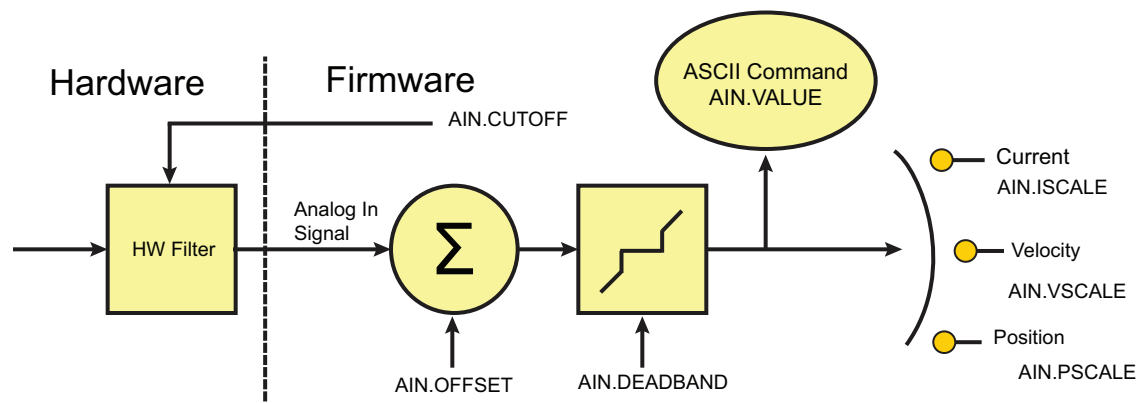 Hardware
Firmware
ASCII Command
AIN.VALUE
AIN.CUTOFF
Current
AIN.ISCALE
Analog In
Signal
HW Filter
Σ
Velocity
AIN.VSCALE
Position
AIN.PSCALE
AIN.OFFSET
AIN.DEADBAND